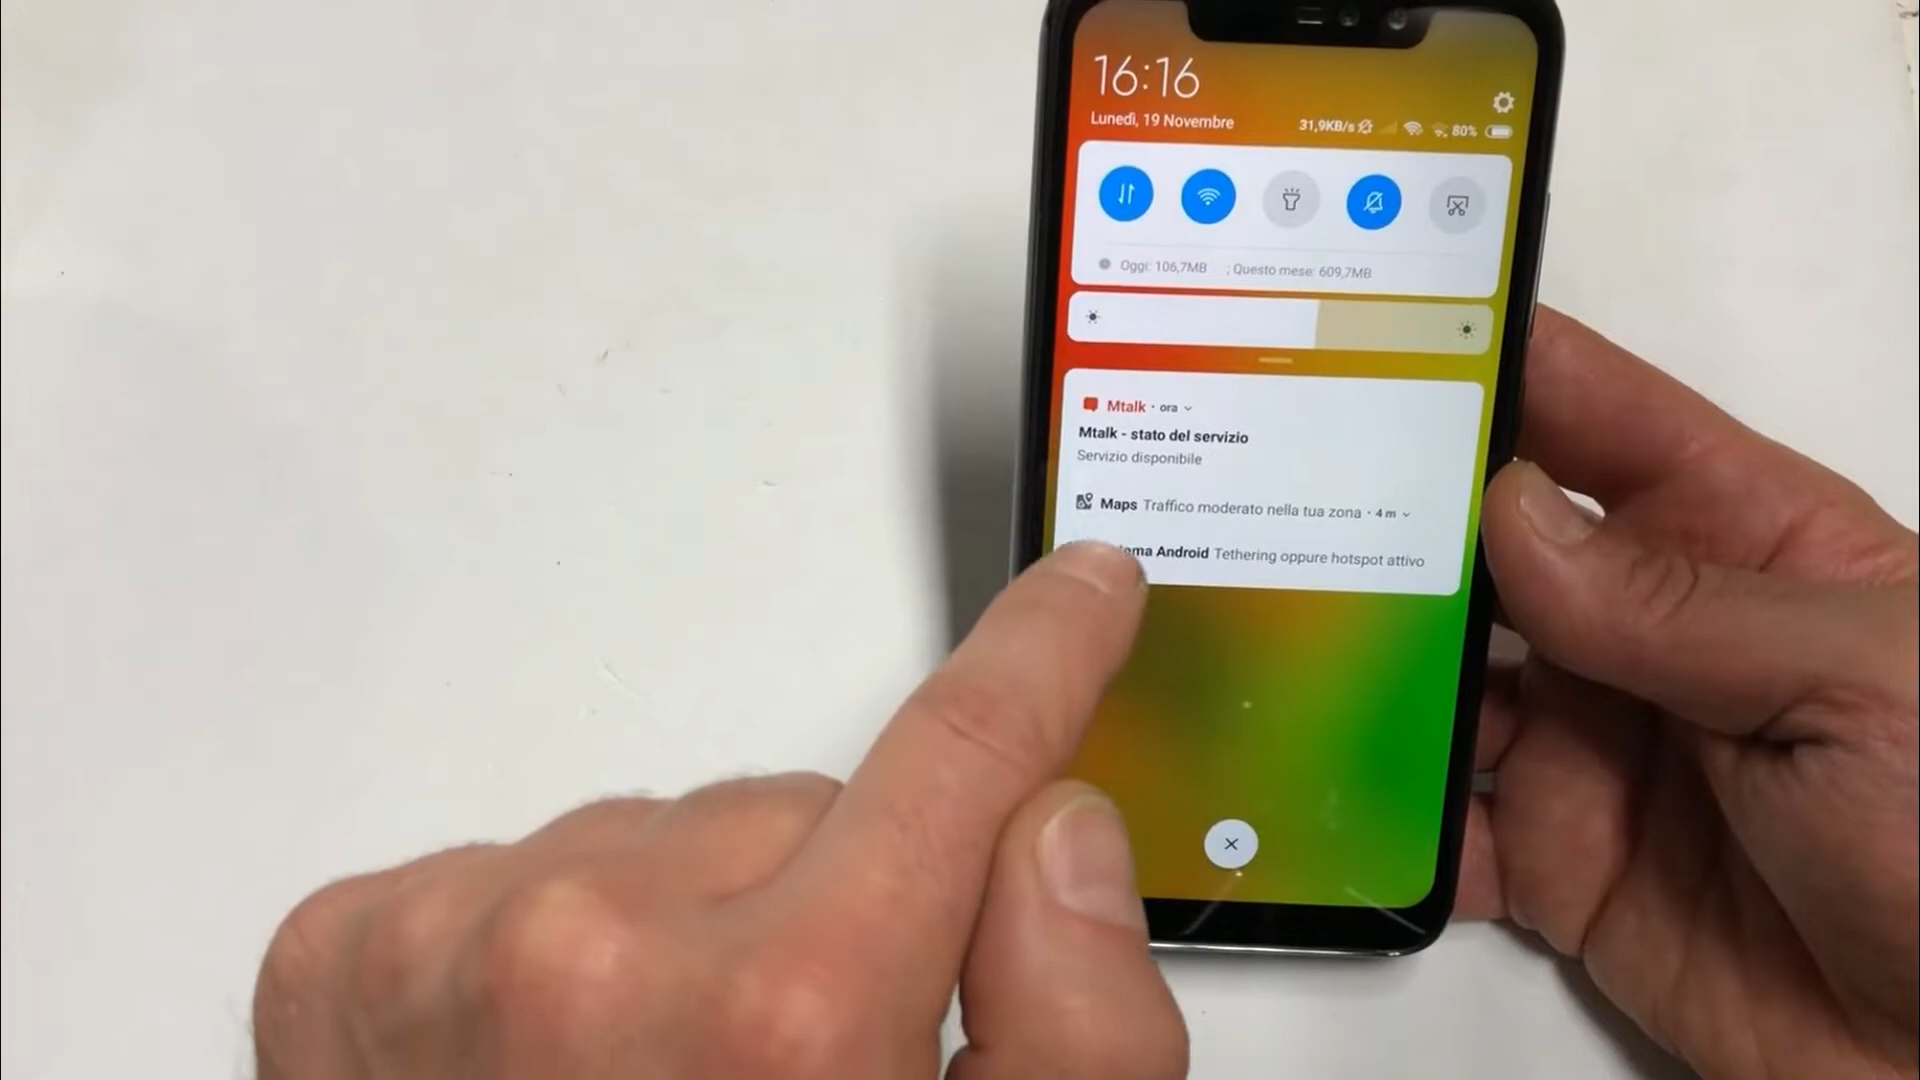 16:16
Lunedì, 19 Novembre
31,9KB/s 80%
Oggi: 106,7MB ; Questo mese: 609,7MB
Mtalk · ora
Mtalk - stato del servizio
Servizio disponibile
Maps Traffico moderato nella tua zona · 4 m
ema Android Tethering oppure hotspot attivo